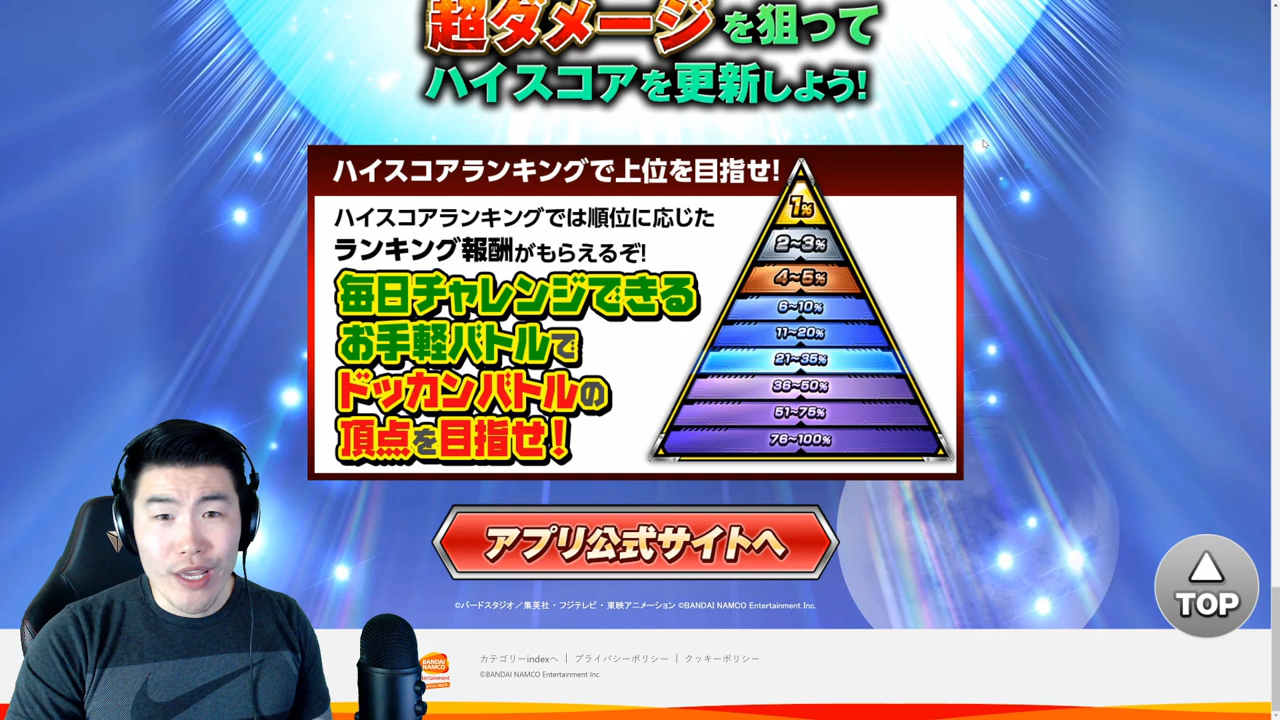 超ダメージを狙って
ハイスコアを更新しよう!
ハイスコアランキングで上位を目指せ!
ハイスコアランキングでは順位に応じた
ランキング報酬がもらえるぞ!
毎日チャレンジできる
お手軽バトルで
ドッカンバトルの
頂点を目指せ!
1%
2~3%
4~5%
6~10%
11~20%
21~35%
36~50%
51~75%
76~100%
アプリ公式サイトへ
TOP
©バードスタジオ/集英社・フジテレビ・東映アニメーション ©BANDAI NAMCO Entertainment Inc.
カテゴリーindexへ | プライバシーポリシー | クッキーポリシー
©BANDAI NAMCO Entertainment Inc.
BANDAI
NAMCO